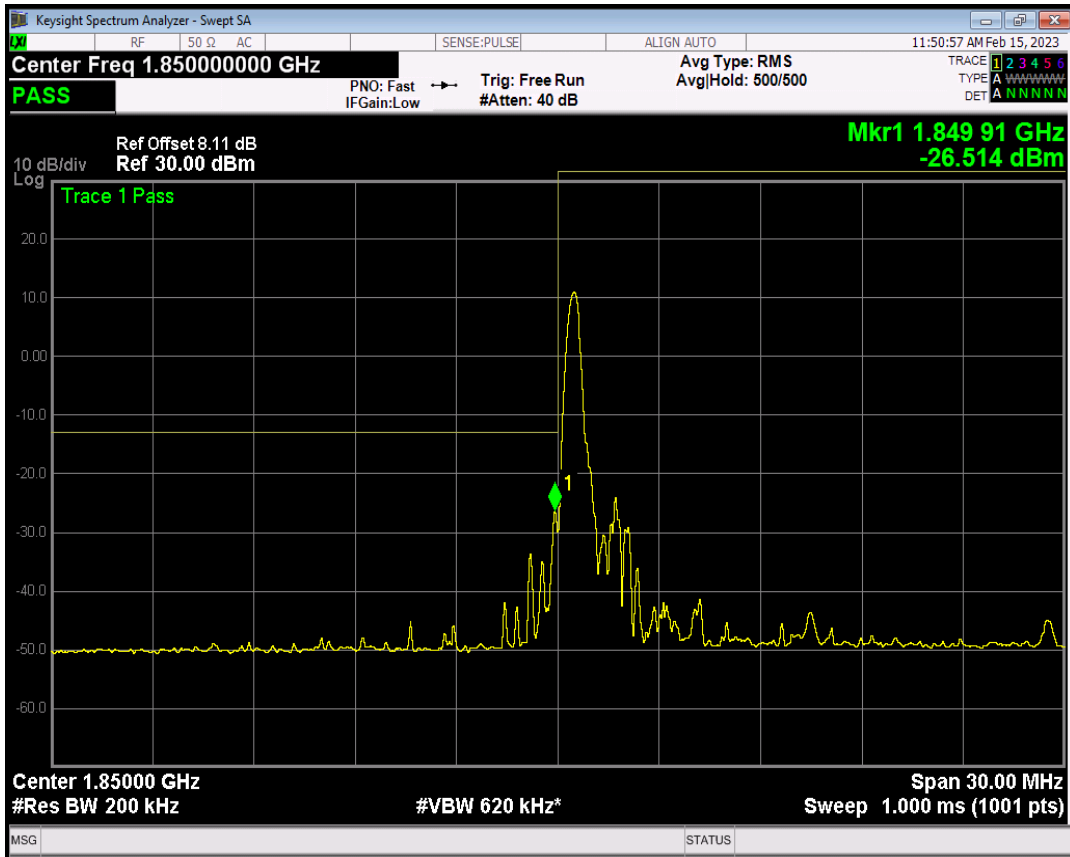 Keysight Spectrum Analyzer - Swept SA
LXI RF 50 Ω AC SENSE:PULSE ALIGN AUTO 11:50:57 AM Feb 15, 2023
Center Freq 1.850000000 GHz
PASS
PNO: Fast
IFGain:Low
Trig: Free Run
#Atten: 40 dB
Avg Type: RMS
Avg|Hold: 500/500
TRACE 1 2 3 4 5 6
TYPE A WWWWW
DET A N N N N N
Mkr1 1.849 91 GHz
-26.514 dBm
Ref Offset 8.11 dB
10 dB/div Ref 30.00 dBm
Log
Trace 1 Pass
20.0
10.0
0.00
-10.0
-20.0
1
-30.0
-40.0
-50.0
-60.0
Center 1.85000 GHz Span 30.00 MHz
#Res BW 200 kHz #VBW 620 kHz* Sweep 1.000 ms (1001 pts)
MSG STATUS